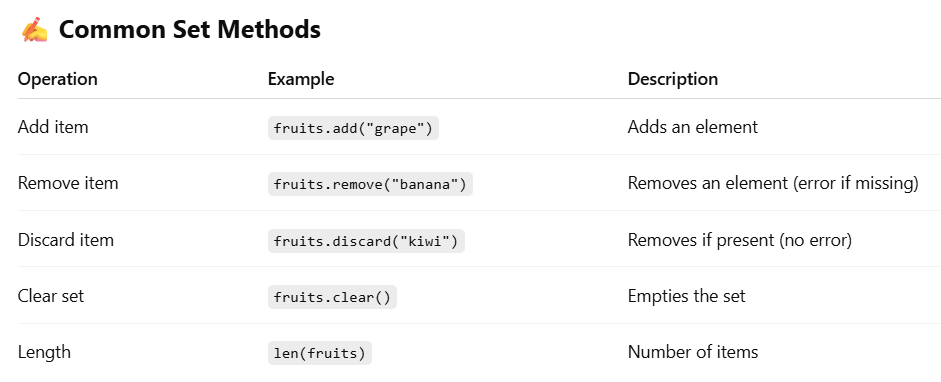 ✍️ Common Set Methods
Operation Example Description
Add item fruits.add("grape") Adds an element
Remove item fruits.remove("banana") Removes an element (error if missing)
Discard item fruits.discard("kiwi") Removes if present (no error)
Clear set fruits.clear() Empties the set
Length len(fruits) Number of items